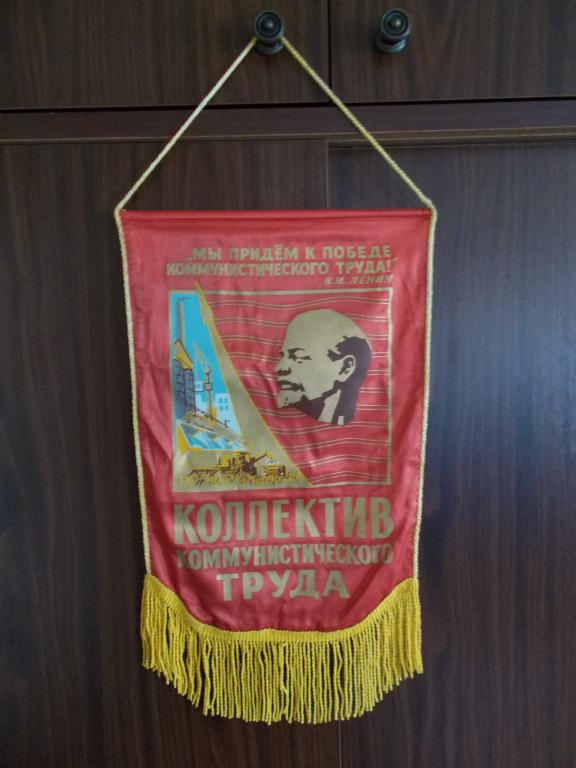 „МЫ ПРИДЁМ К ПОБЕДЕ
КОММУНИСТИЧЕСКОГО ТРУДА!"
В.И. ЛЕНИН
КОЛЛЕКТИВ
КОММУНИСТИЧЕСКОГО
ТРУДА